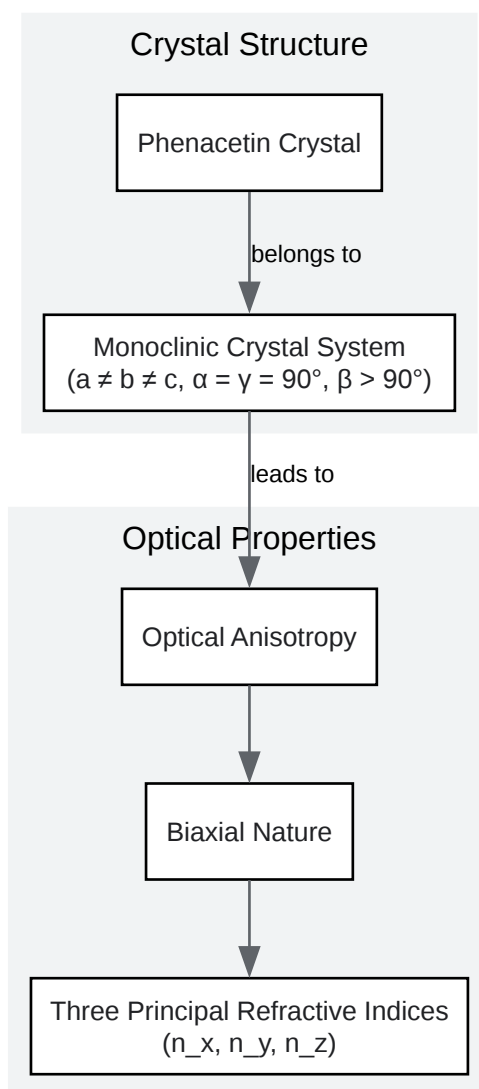 Crystal Structure
Phenacetin Crystal
belongs to
Monoclinic Crystal System
(a ≠ b ≠ c, α = γ = 90°, β > 90°)
leads to
Optical Properties
Optical Anisotropy
Biaxial Nature
Three Principal Refractive Indices
(n_x, n_y, n_z)